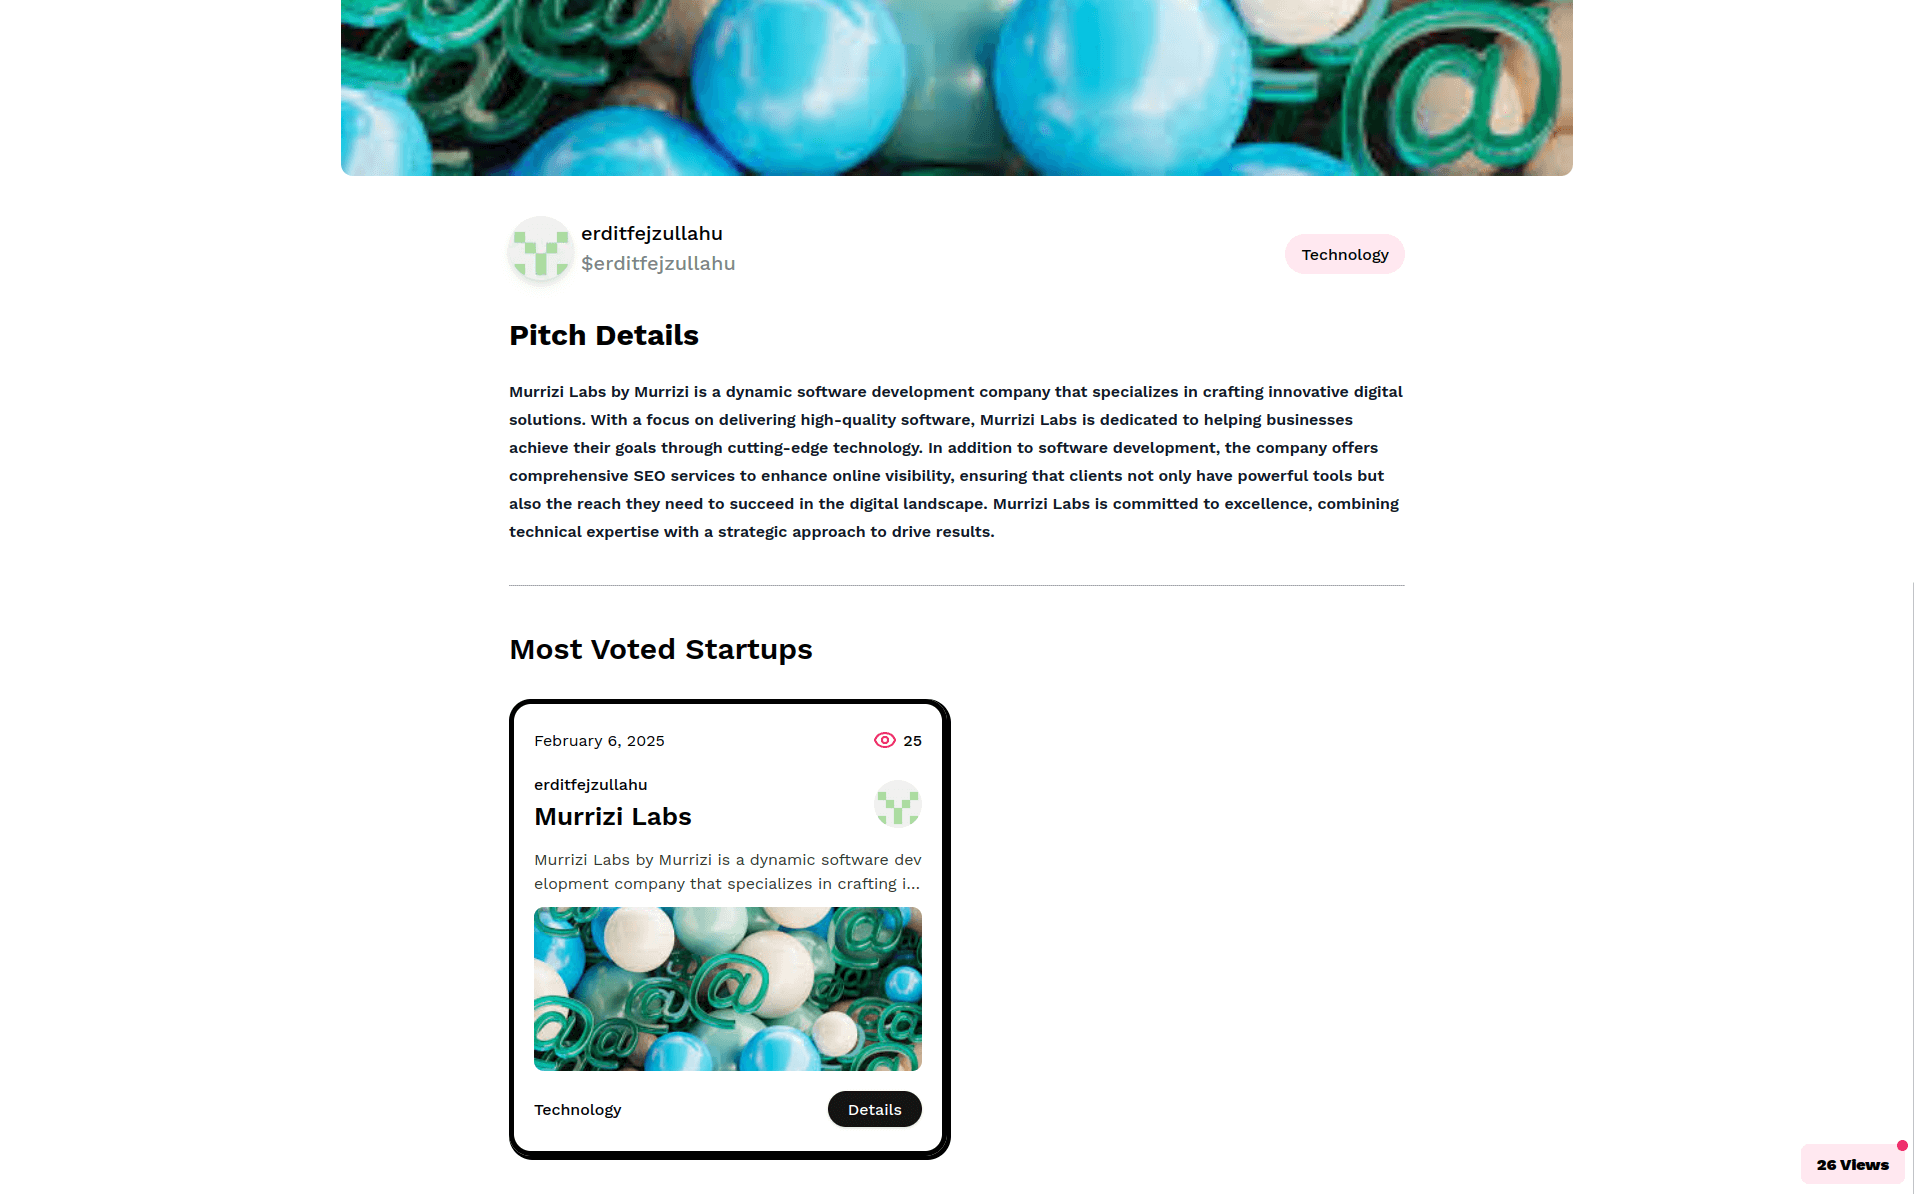 erditfejzullahu
$erditfejzullahu
Technology
Pitch Details
Murrizi Labs by Murrizi is a dynamic software development company that specializes in crafting innovative digital
solutions. With a focus on delivering high-quality software, Murrizi Labs is dedicated to helping businesses
achieve their goals through cutting-edge technology. In addition to software development, the company offers
comprehensive SEO services to enhance online visibility, ensuring that clients not only have powerful tools but
also the reach they need to succeed in the digital landscape. Murrizi Labs is committed to excellence, combining
technical expertise with a strategic approach to drive results.
Most Voted Startups
February 6, 2025
25
erditfejzullahu
Murrizi Labs
Murrizi Labs by Murrizi is a dynamic software dev
elopment company that specializes in crafting i...
Technology
Details
26 Views